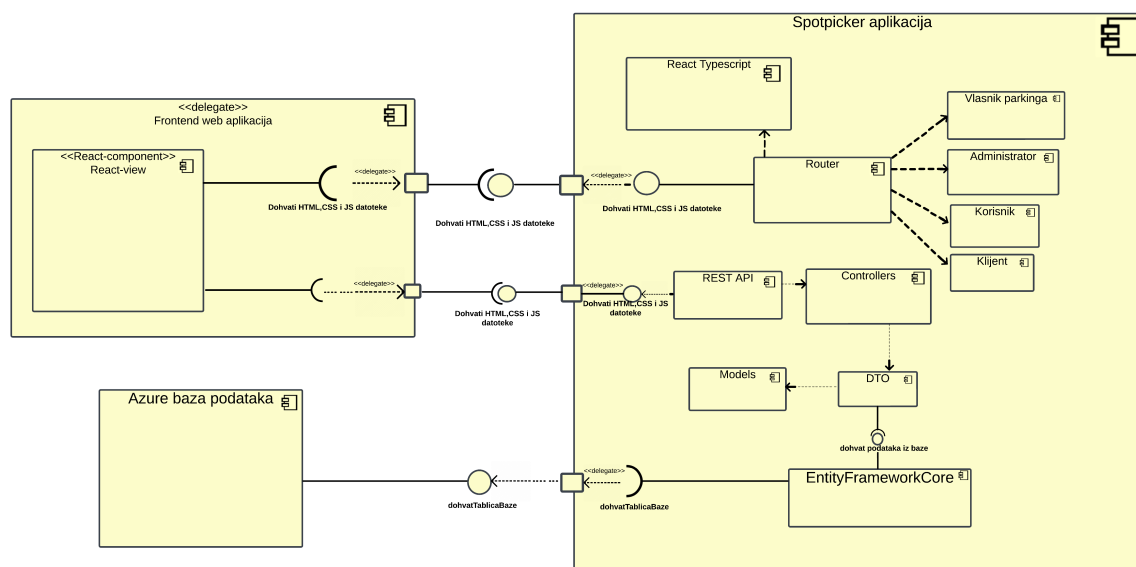 Spotpicker aplikacija
React Typescript
Vlasnik parkinga
<<delegate>>
Frontend web aplikacija
<<React-component>>
React-view
Router
Administrator
<<delegate>>
<<delegate>>
Dohvati HTML,CSS i JS datoteke
Dohvati HTML,CSS i JS datoteke
Dohvati HTML,CSS i JS datoteke
Korisnik
Klijent
<<delegate>>
<<delegate>>
REST API
Controllers
Dohvati HTML,CSS i JS
datoteke
Dohvati HTML,CSS i JS
datoteke
Models
DTO
Azure baza podataka
dohvat podataka iz baze
<<delegate>>
EntityFrameworkCore
dohvatTablicaBaze
dohvatTablicaBaze